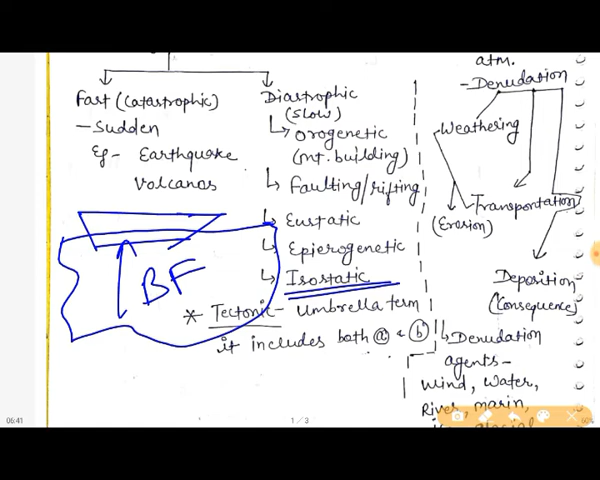 Fast (Catastrophic)
- Sudden
Eg- Earthquake
Volcanos
Diastrophic
(Slow)
↳ Orogenetic
(mt. building)
↳ Faulting/rifting
↳ Eustatic
↳ Epierogenetic
↳ Isostatic
BF
* Tectonic - Umbrella term
it includes both ⓐ & ⓑ
atm.
- Denudation
Weathering
Transportation
(Erosion)
Deposition
(Consequence)
↳ Denudation
agents -
Wind, Water,
River, marin,
06:41
1 / 3